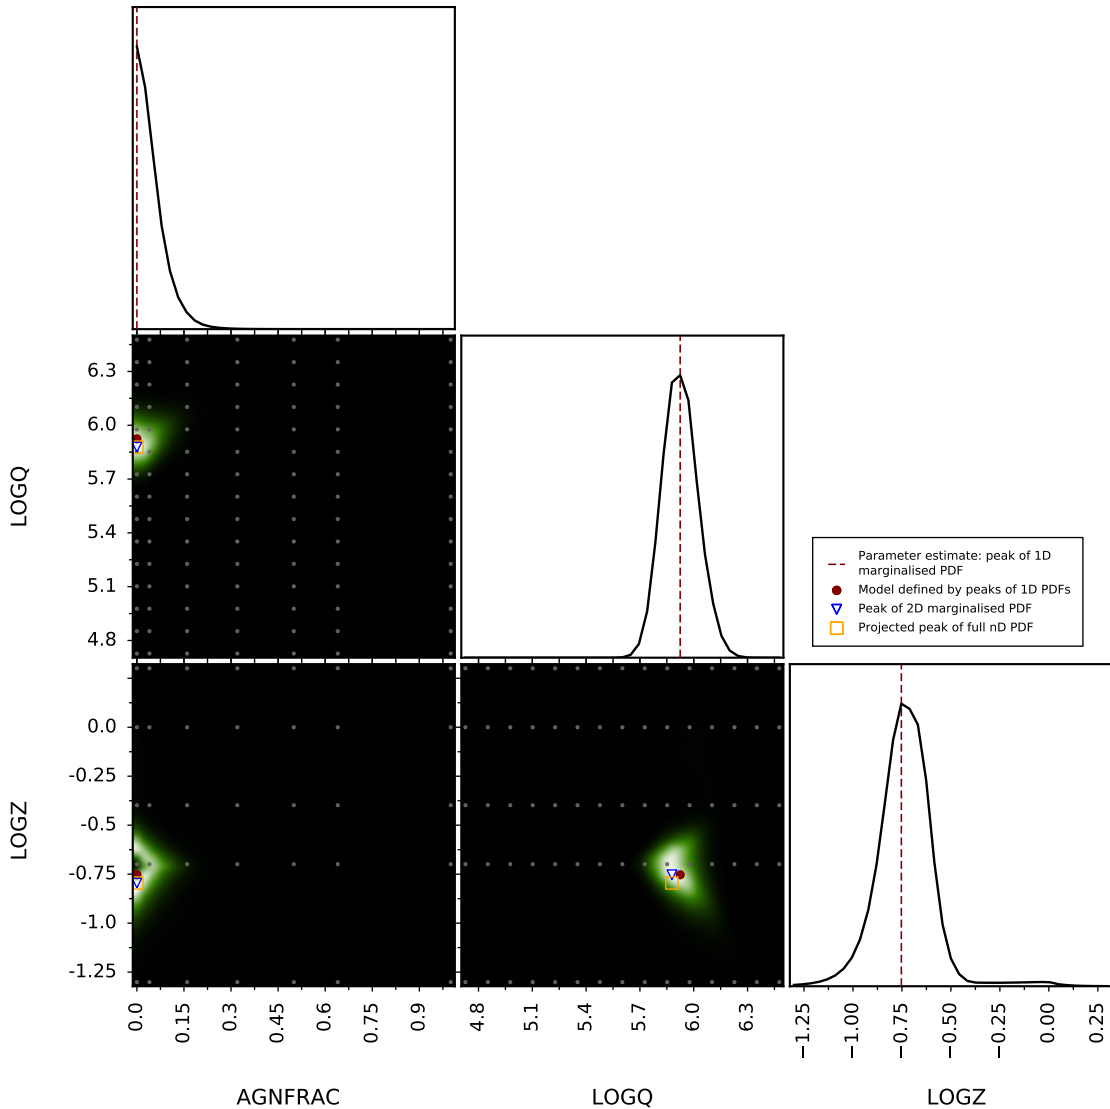 6.3
6.0
5.7
5.4
5.1
4.8
LOGQ
Parameter estimate: peak of 1D
marginalised PDF
Model defined by peaks of 1D PDFs
Peak of 2D marginalised PDF
Projected peak of full nD PDF
0.0
-0.25
-0.5
-0.75
-1.0
-1.25
LOGZ
0.0 0.15 0.3 0.45 0.6 0.75 0.9
4.8 5.1 5.4 5.7 6.0 6.3
−1.25 −1.00 −0.75 −0.50 −0.25 0.00 0.25
AGNFRAC LOGQ LOGZ